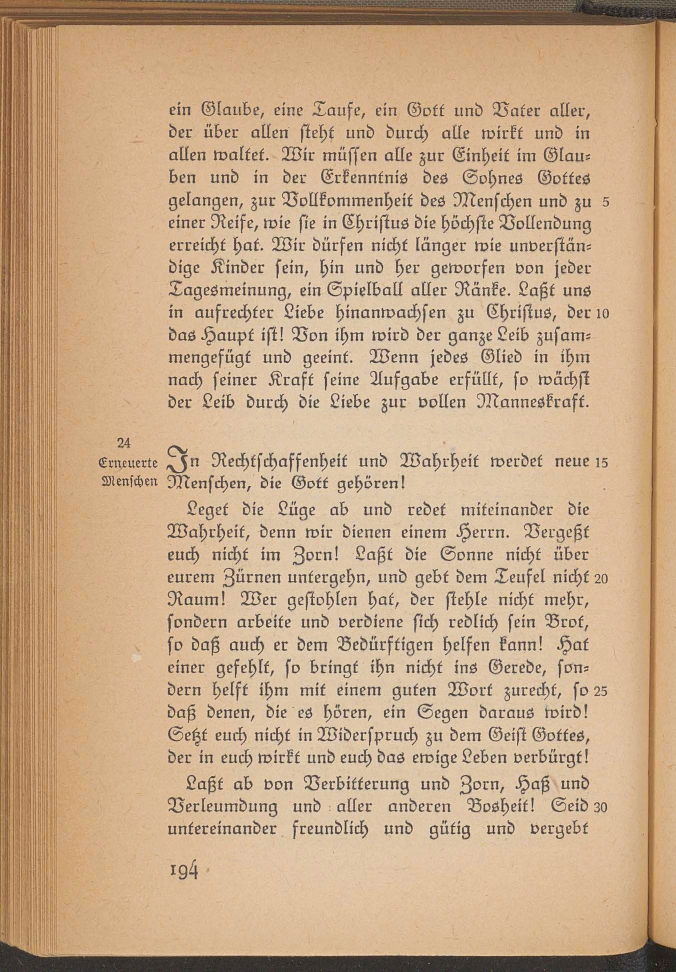 ein Glaube, eine Taufe, ein Gott und Vater aller,
der über allen steht und durch alle wirkt und in
allen waltet. Wir müssen alle zur Einheit im Glau-
ben und in der Erkenntnis des Sohnes Gottes
gelangen, zur Vollkommenheit des Menschen und zu 5
einer Reife, wie sie in Christus die höchste Vollendung
erreicht hat. Wir dürfen nicht länger wie unverstän-
dige Kinder sein, hin und her geworfen von jeder
Tagesmeinung, ein Spielball aller Ränke. Laßt uns
in aufrechter Liebe hinanwachsen zu Christus, der 10
das Haupt ist! Von ihm wird der ganze Leib zusam-
mengefügt und geeint. Wenn jedes Glied in ihm
nach seiner Kraft seine Aufgabe erfüllt, so wächst
der Leib durch die Liebe zur vollen Manneskraft.
24
Erneuerte
Menschen
In Rechtschaffenheit und Wahrheit werdet neue 15
Menschen, die Gott gehören!
Leget die Lüge ab und redet miteinander die
Wahrheit, denn wir dienen einem Herrn. Vergeßt
euch nicht im Zorn! Laßt die Sonne nicht über
eurem Zürnen untergehn, und gebt dem Teufel nicht 20
Raum! Wer gestohlen hat, der stehle nicht mehr,
sondern arbeite und verdiene sich redlich sein Brot,
so daß auch er dem Bedürftigen helfen kann! Hat
einer gefehlt, so bringt ihn nicht ins Gerede, son-
dern helft ihm mit einem guten Wort zurecht, so 25
daß denen, die es hören, ein Segen daraus wird!
Setzt euch nicht in Widerspruch zu dem Geist Gottes,
der in euch wirkt und euch das ewige Leben verbürgt!
Laßt ab von Verbitterung und Zorn, Haß und
Verleumdung und aller anderen Bosheit! Seid 30
untereinander freundlich und gütig und vergebt
194